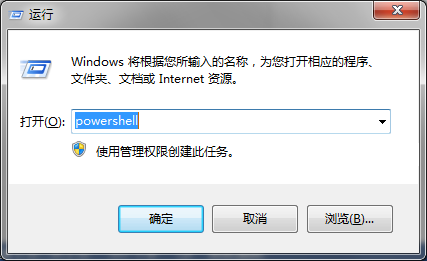 运行
Windows 将根据您所输入的名称，为您打开相应的程序、
文件夹、文档或 Internet 资源。
打开(O): powershell
使用管理权限创建此任务。
确定 取消 浏览(B)...